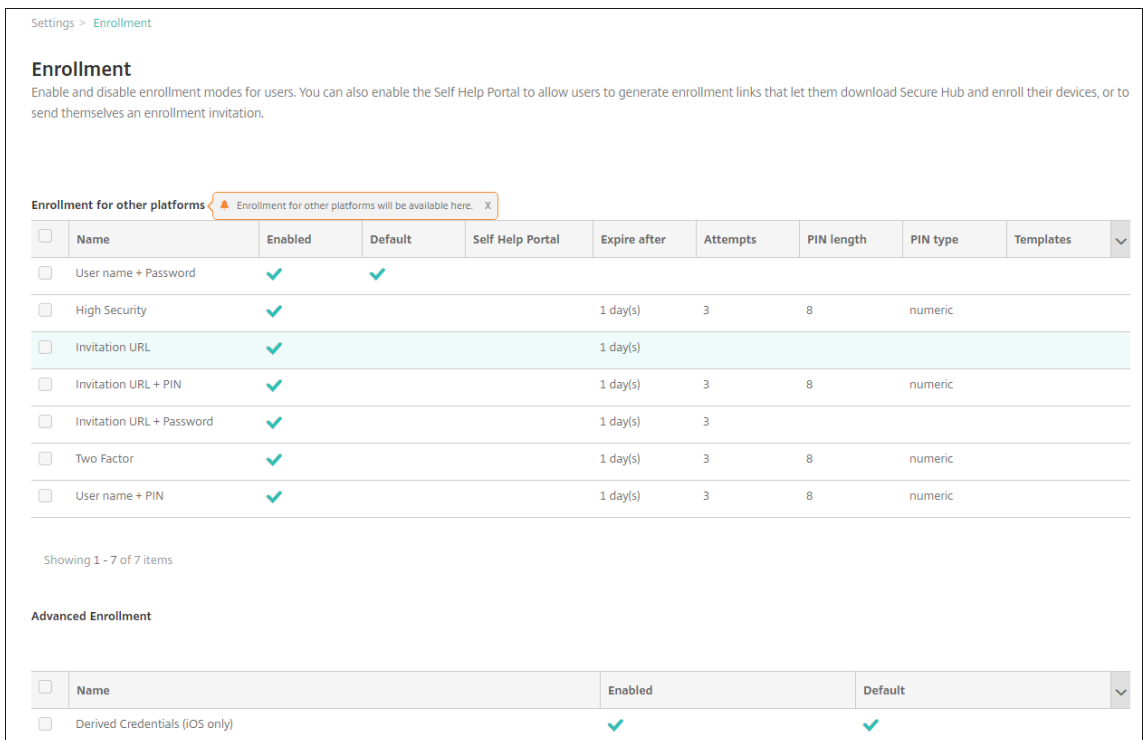 Settings > Enrollment
Enrollment
Enable and disable enrollment modes for users. You can also enable the Self Help Portal to allow users to generate enrollment links that let them download Secure Hub and enroll their devices, or to
send themselves an enrollment invitation.
Enrollment for other platforms Enrollment for other platforms will be available here. X
Name Enabled Default Self Help Portal Expire after Attempts PIN length PIN type Templates
User name + Password
High Security 1 day(s) 3 8 numeric
Invitation URL 1 day(s)
Invitation URL + PIN 1 day(s) 3 8 numeric
Invitation URL + Password 1 day(s) 3
Two Factor 1 day(s) 3 8 numeric
User name + PIN 1 day(s) 3 8 numeric
Showing 1 - 7 of 7 items
Advanced Enrollment
Name Enabled Default
Derived Credentials (iOS only)